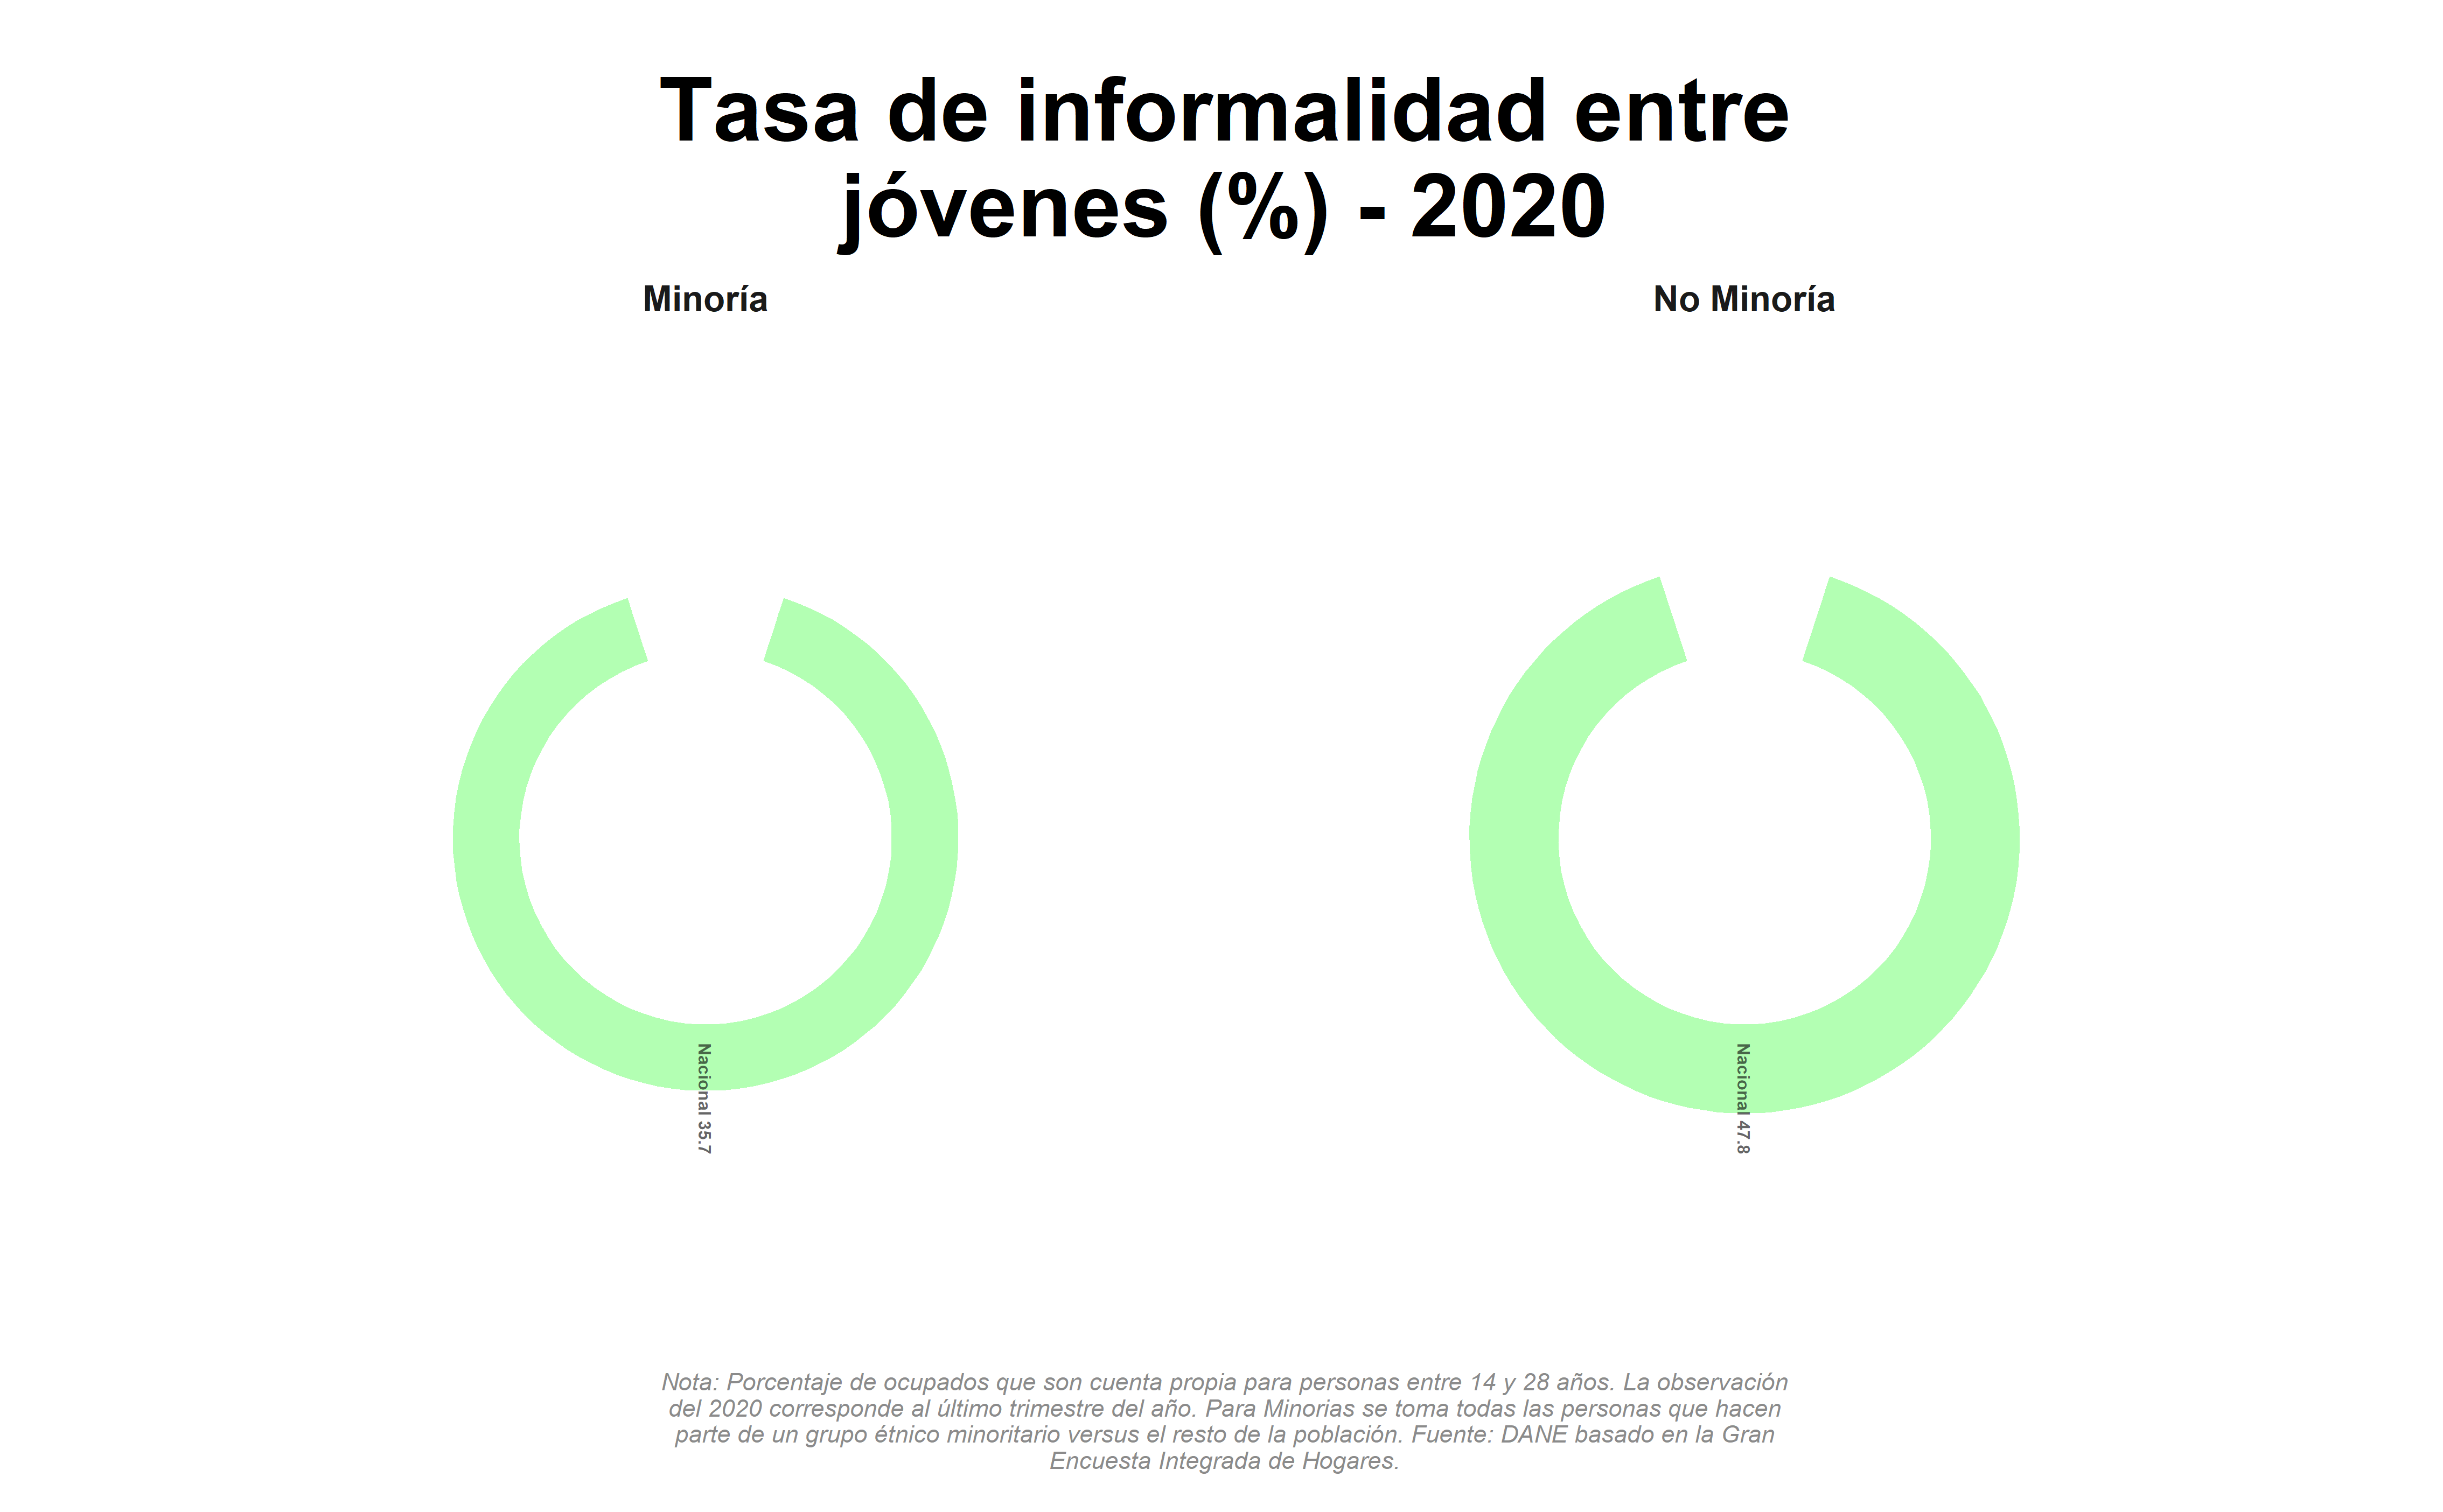 Tasa de informalidad entre
jóvenes (%) - 2020
Minoría
No Minoría
Nacional 35.7
Nacional 47.8
Nota: Porcentaje de ocupados que son cuenta propia para personas entre 14 y 28 años. La observación
del 2020 corresponde al último trimestre del año. Para Minorias se toma todas las personas que hacen
parte de un grupo étnico minoritario versus el resto de la población. Fuente: DANE basado en la Gran
Encuesta Integrada de Hogares.